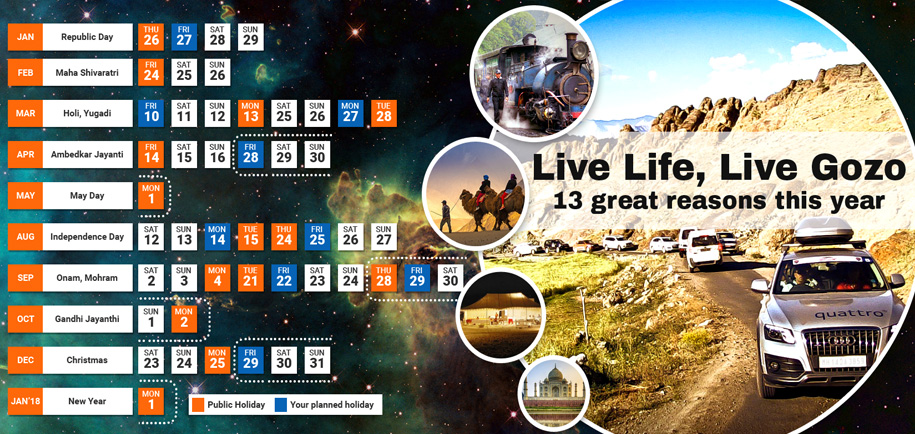 JAN Republic Day THU 26 FRI 27 SAT 28 SUN 29
FEB Maha Shivaratri FRI 24 SAT 25 SUN 26
MAR Holi, Yugadi FRI 10 SAT 11 SUN 12 MON 13 SAT 25 SUN 26 MON 27 TUE 28
APR Ambedkar Jayanti FRI 14 SAT 15 SUN 16 FRI 28 SAT 29 SUN 30
MAY May Day MON 1
AUG Independence Day SAT 12 SUN 13 MON 14 TUE 15 THU 24 FRI 25 SAT 26 SUN 27
SEP Onam, Mohram SAT 2 SUN 3 MON 4 TUE 21 FRI 22 SAT 23 SUN 24 THU 28 FRI 29 SAT 30
OCT Gandhi Jayanthi SUN 1 MON 2
DEC Christmas SAT 23 SUN 24 MON 25 FRI 29 SAT 30 SUN 31
JAN'18 New Year MON 1
Public Holiday Your planned holiday
Live Life, Live Gozo
13 great reasons this year
quattro